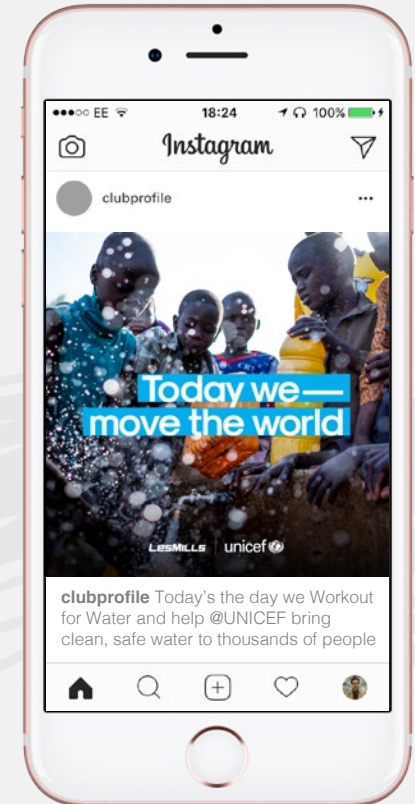 EE 18:24 100%
Instagram
clubprofile
Today we—
move the world
LESMILLS unicef
clubprofile Today's the day we Workout
for Water and help @UNICEF bring
clean, safe water to thousands of people